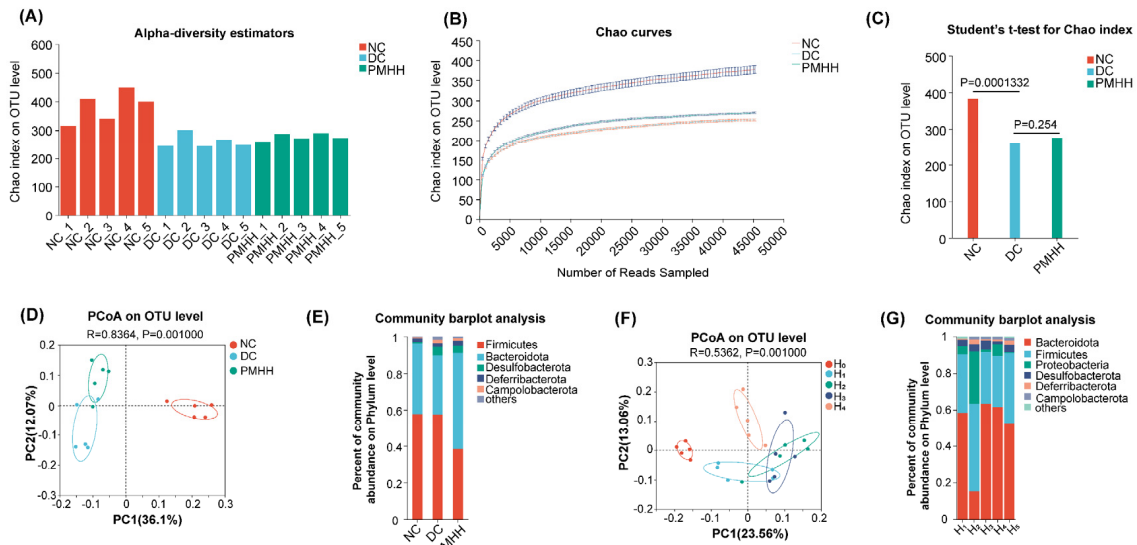 (A)
Alpha-diversity estimators
NC
DC
PMHH
Chao index on OTU level
600
500
400
300
200
100
0
NC_1
NC_2
NC_3
NC_4
NC_5
DC_1
DC_2
DC_3
DC_4
DC_5
PMHH_1
PMHH_2
PMHH_3
PMHH_4
PMHH_5
(B)
Chao curves
NC
DC
PMHH
Chao index on OTU level
450
400
350
300
250
200
150
100
50
0
0
5000
10000
15000
20000
25000
30000
35000
40000
45000
50000
Number of Reads Sampled
(C)
Student's t-test for Chao index
NC
DC
PMHH
Chao index on OTU level
500
400
300
200
100
0
P=0.0001332
P=0.254
NC
DC
PMHH
(D)
PCoA on OTU level
R=0.8364, P=0.001000
NC
DC
PMHH
PC2(12.07%)
0.2
0.1
0
-0.1
-0.2
0.3
-0.2
-0.1
0
0.1
0.2
0.3
PC1(36.1%)
(E)
Community barplot analysis
Percent of community
abundance on Phylum level
1
0.8
0.6
0.4
0.2
0
Firmicutes
Bacteroidota
Desulfobacterota
Deferribacterota
Campolobacterota
others
NC
DC
PMHH
(F)
PCoA on OTU level
R=0.5362, P=0.001000
H₀
H₁
H₂
H₃
H₄
PC2(13.06%)
0.3
0.2
0.1
0
-0.1
-0.2
-0.2
-0.1
0
0.1
0.2
PC1(23.56%)
(G)
Community barplot analysis
Percent of community
abundance on Phylum level
1
0.8
0.6
0.4
0.2
0
Bacteroidota
Firmicutes
Proteobacteria
Desulfobacterota
Deferribacterota
Campolobacterota
others
H₁
H₂
H₃
H₄
H₅